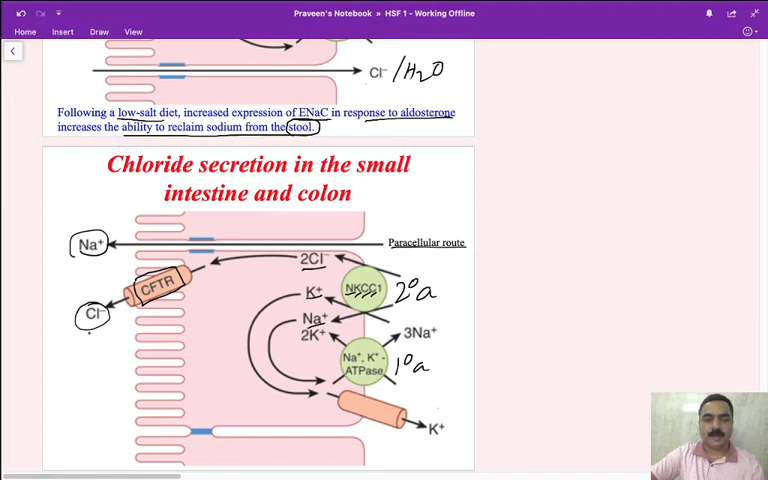 Praveen's Notebook » HSF 1 - Working Offline
Home Insert Draw View
Cl⁻ /H2O
Following a low-salt diet, increased expression of ENaC in response to aldosterone
increases the ability to reclaim sodium from the stool.
Chloride secretion in the small
intestine and colon
Na⁺
Paracellular route
2Cl⁻
CFTR
K⁺
NKCC1
2°a
Cl⁻
Na⁺
2K⁺
3Na⁺
Na⁺, K⁺ -
ATPase
1°a
K⁺